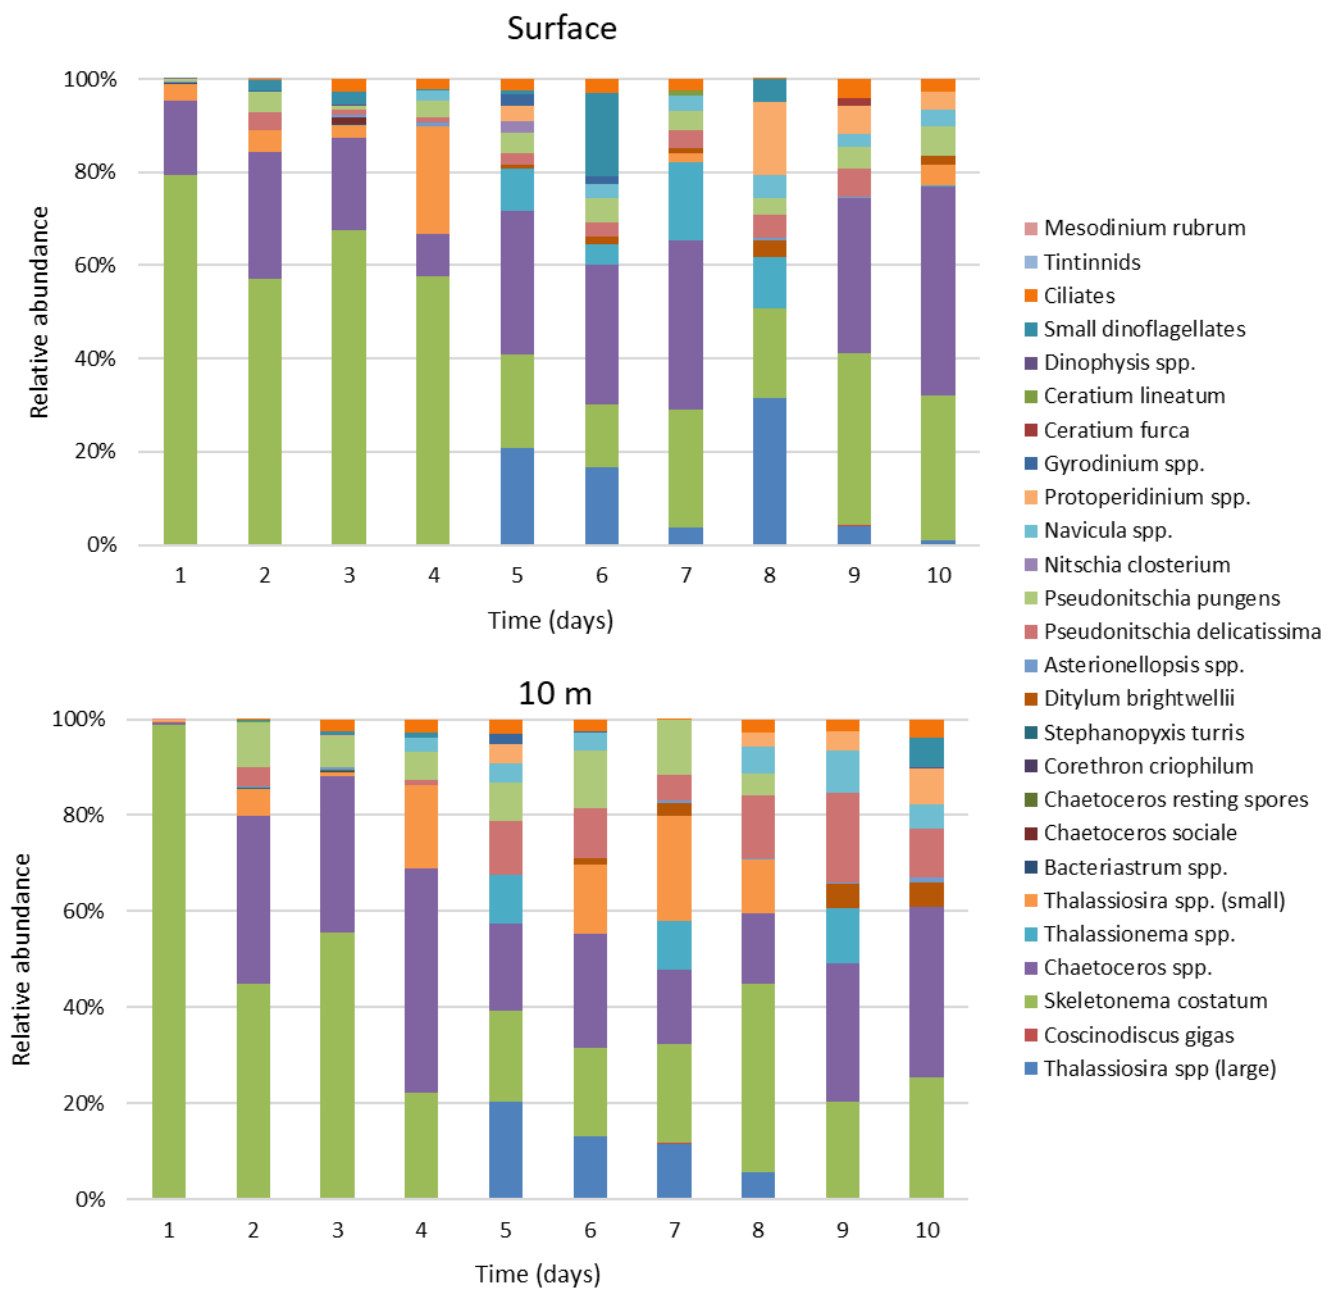 Surface
100%
80%
60%
40%
20%
0%
Relative abundance
1 2 3 4 5 6 7 8 9 10
Time (days)
10 m
100%
80%
60%
40%
20%
0%
Relative abundance
1 2 3 4 5 6 7 8 9 10
Time (days)
Mesodinium rubrum
Tintinnids
Ciliates
Small dinoflagellates
Dinophysis spp.
Ceratium lineatum
Ceratium furca
Gyrodinium spp.
Protoperidinium spp.
Navicula spp.
Nitschia closterium
Pseudonitschia pungens
Pseudonitschia delicatissima
Asterionellopsis spp.
Ditylum brightwellii
Stephanopyxis turris
Corethron criophilum
Chaetoceros resting spores
Chaetoceros sociale
Bacteriastrum spp.
Thalassiosira spp. (small)
Thalassionema spp.
Chaetoceros spp.
Skeletonema costatum
Coscinodiscus gigas
Thalassiosira spp (large)